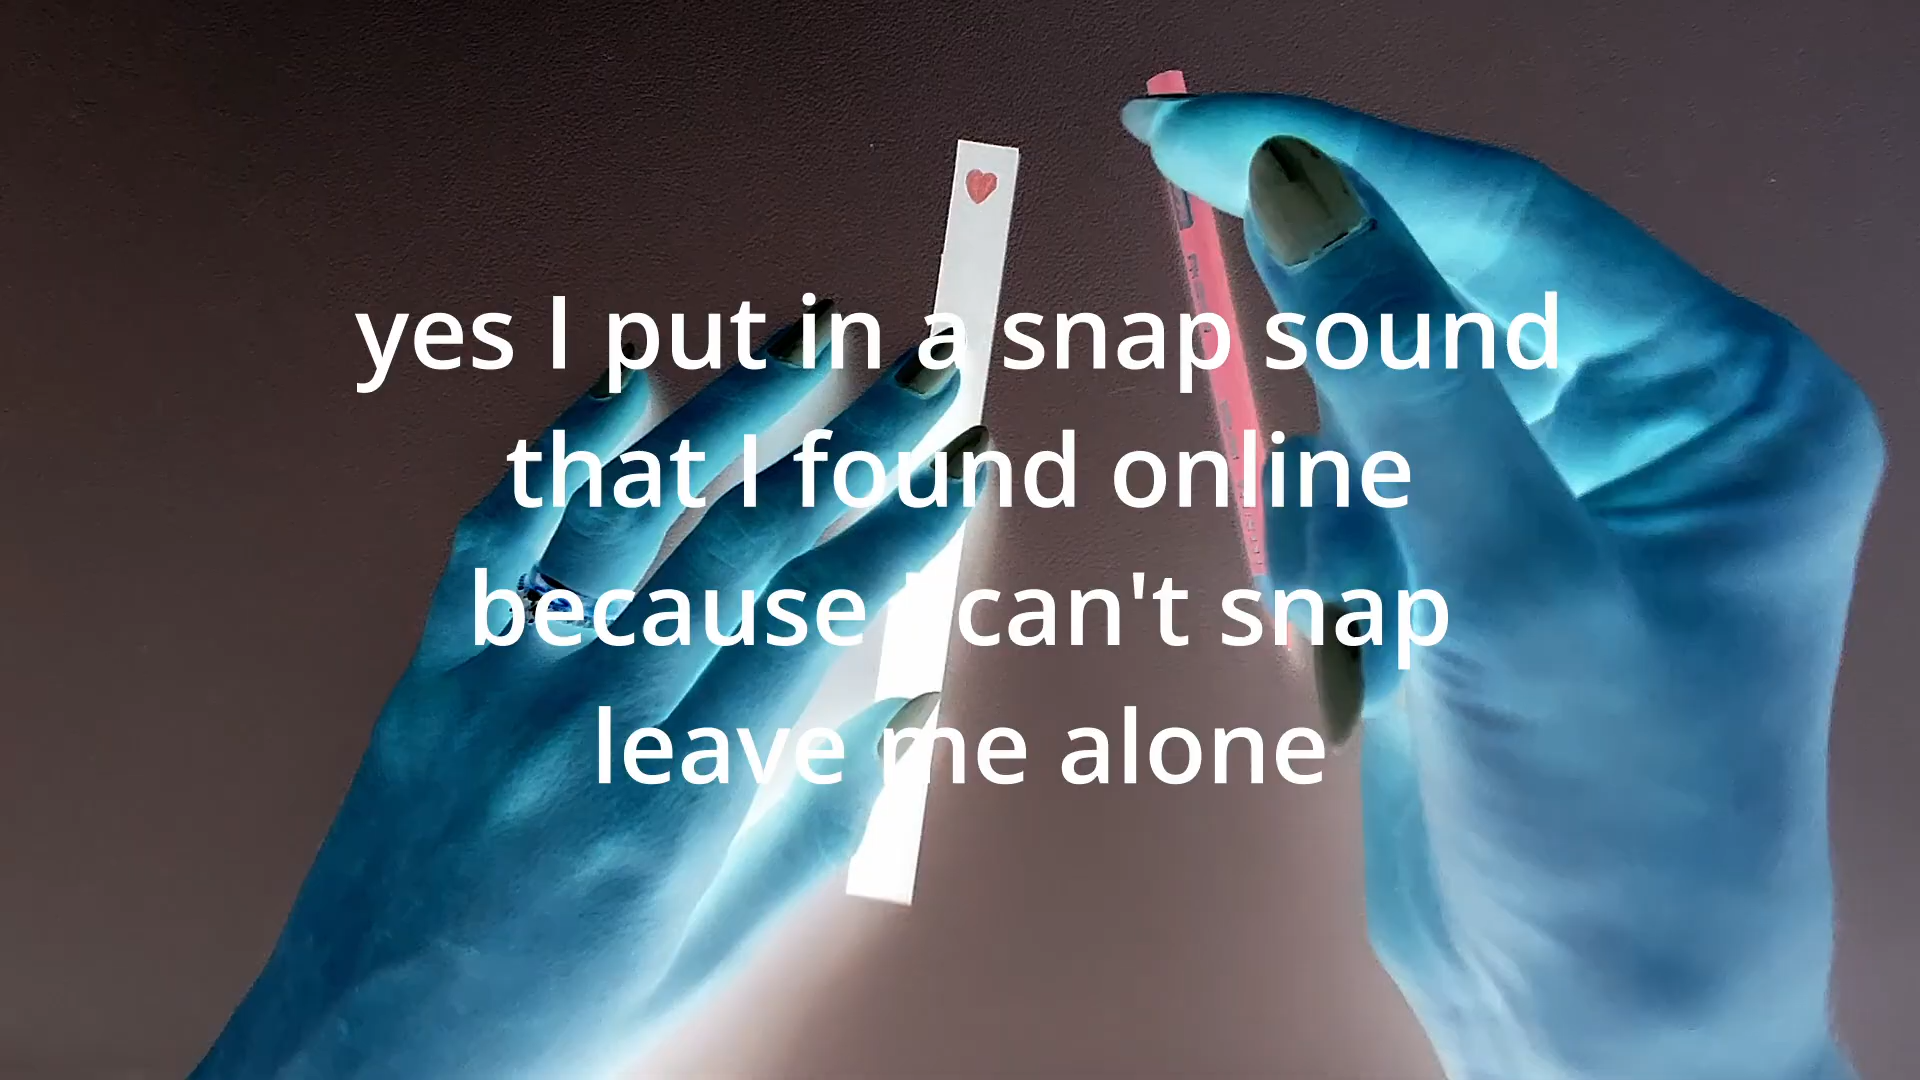 yes I put in a snap sound
that I found online
because I can't snap
leave me alone